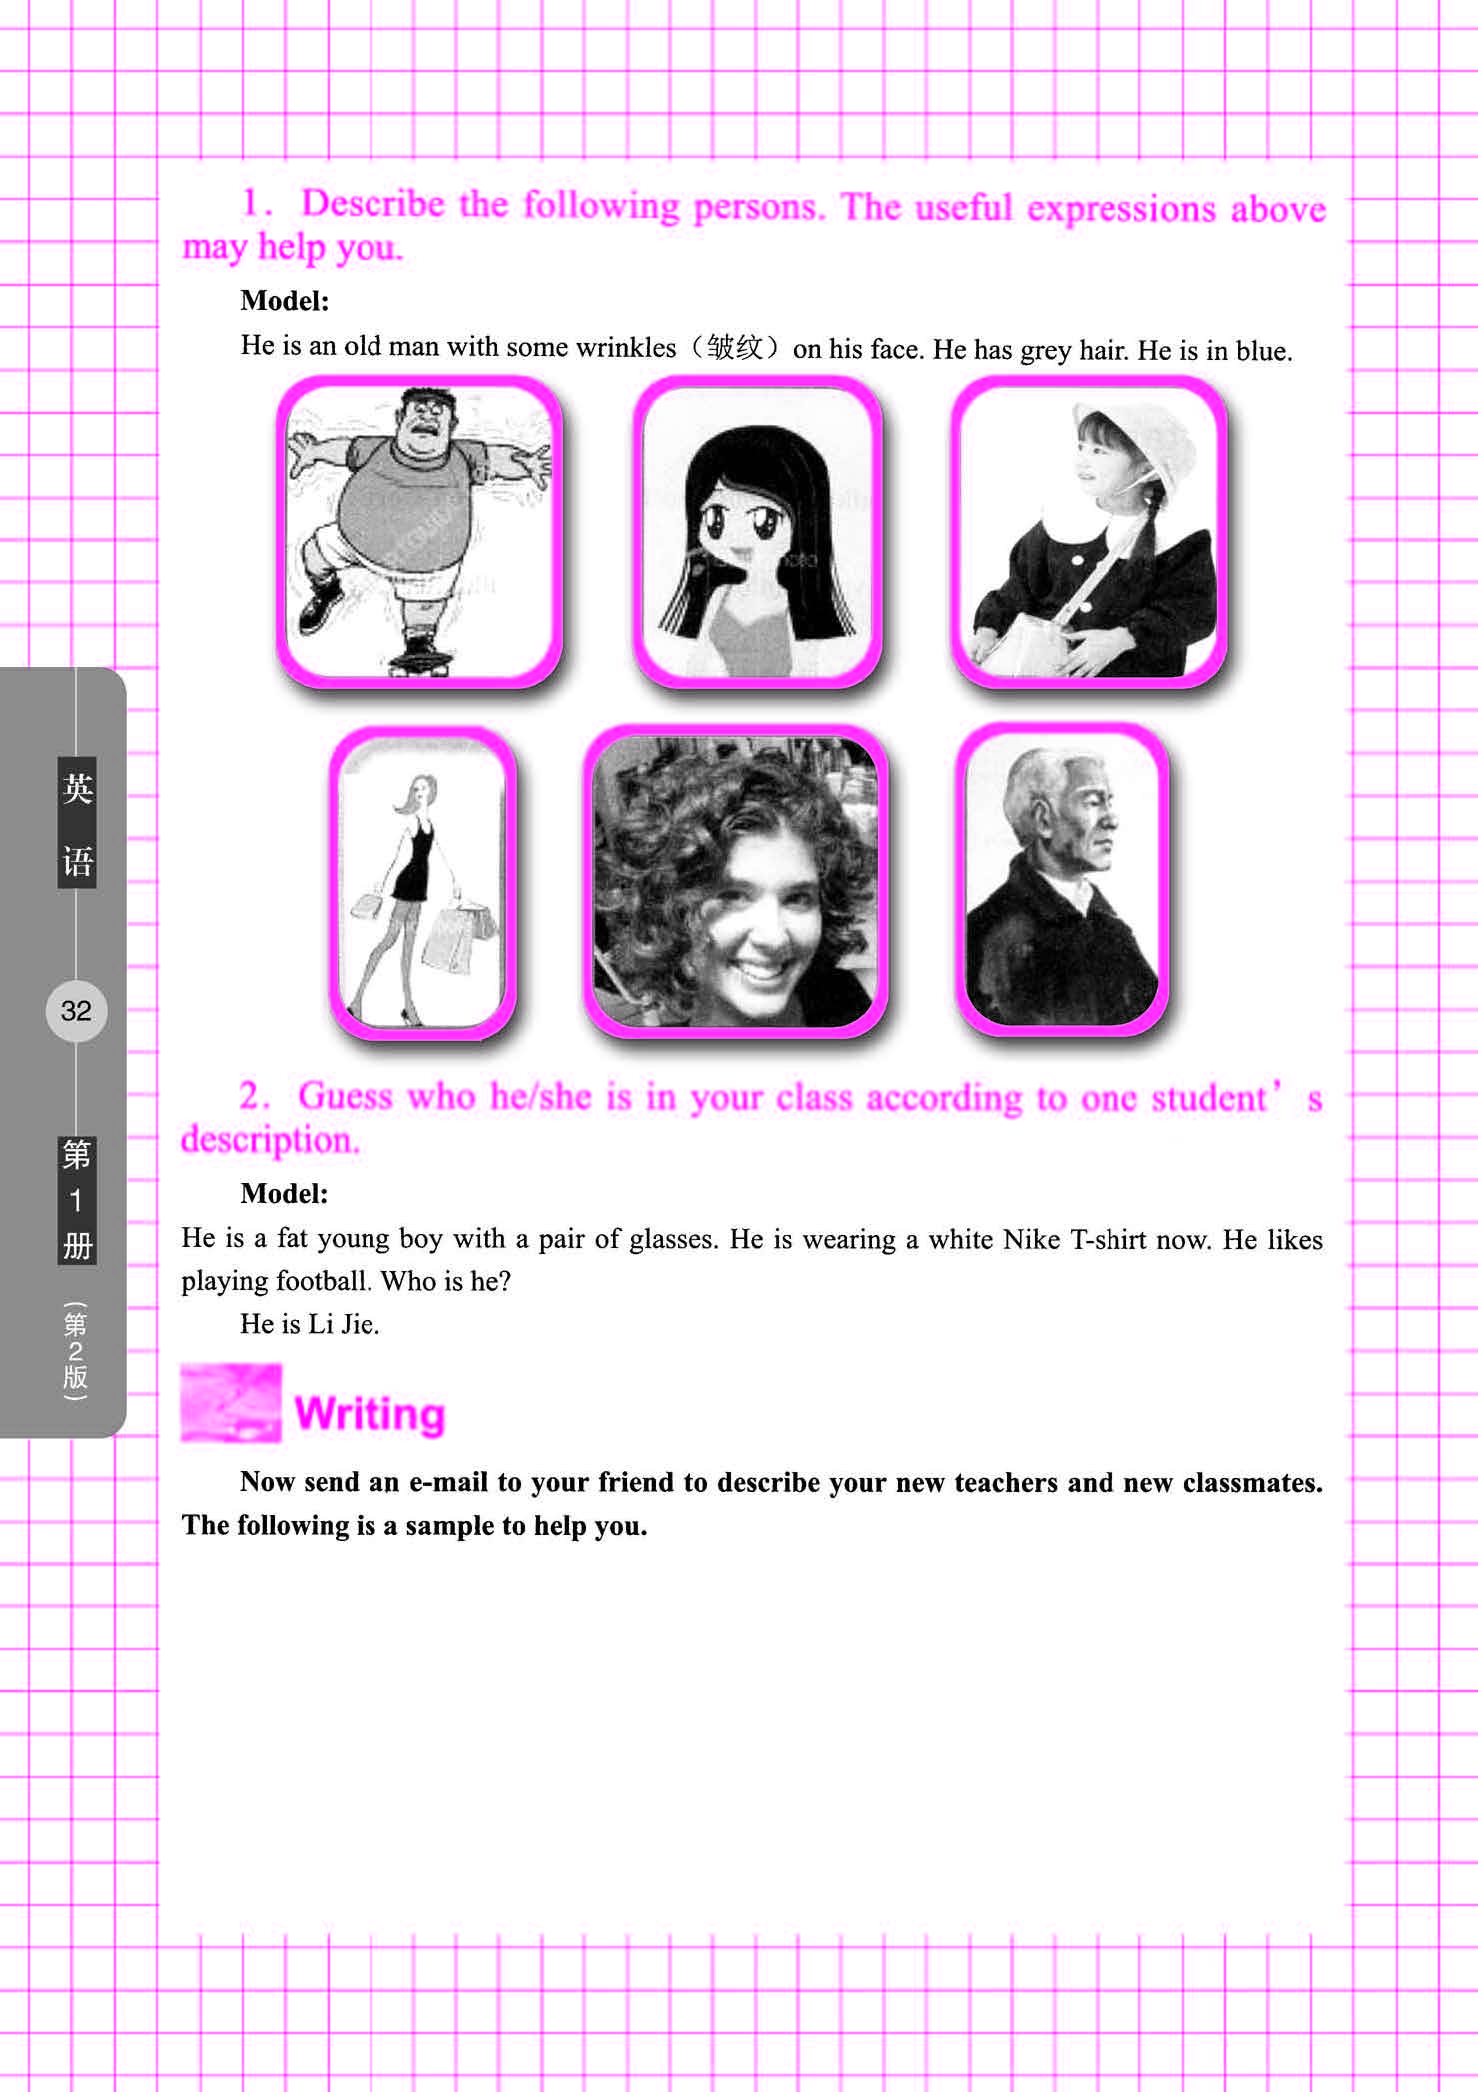 1. Describe the following persons. The useful expressions above
may help you.
Model:
He is an old man with some wrinkles（皱纹）on his face. He has grey hair. He is in blue.
英语
32
第1册
（第2版）
2. Guess who he/she is in your class according to one student's
description.
Model:
He is a fat young boy with a pair of glasses. He is wearing a white Nike T-shirt now. He likes
playing football. Who is he?
He is Li Jie.
Writing
Now send an e-mail to your friend to describe your new teachers and new classmates.
The following is a sample to help you.